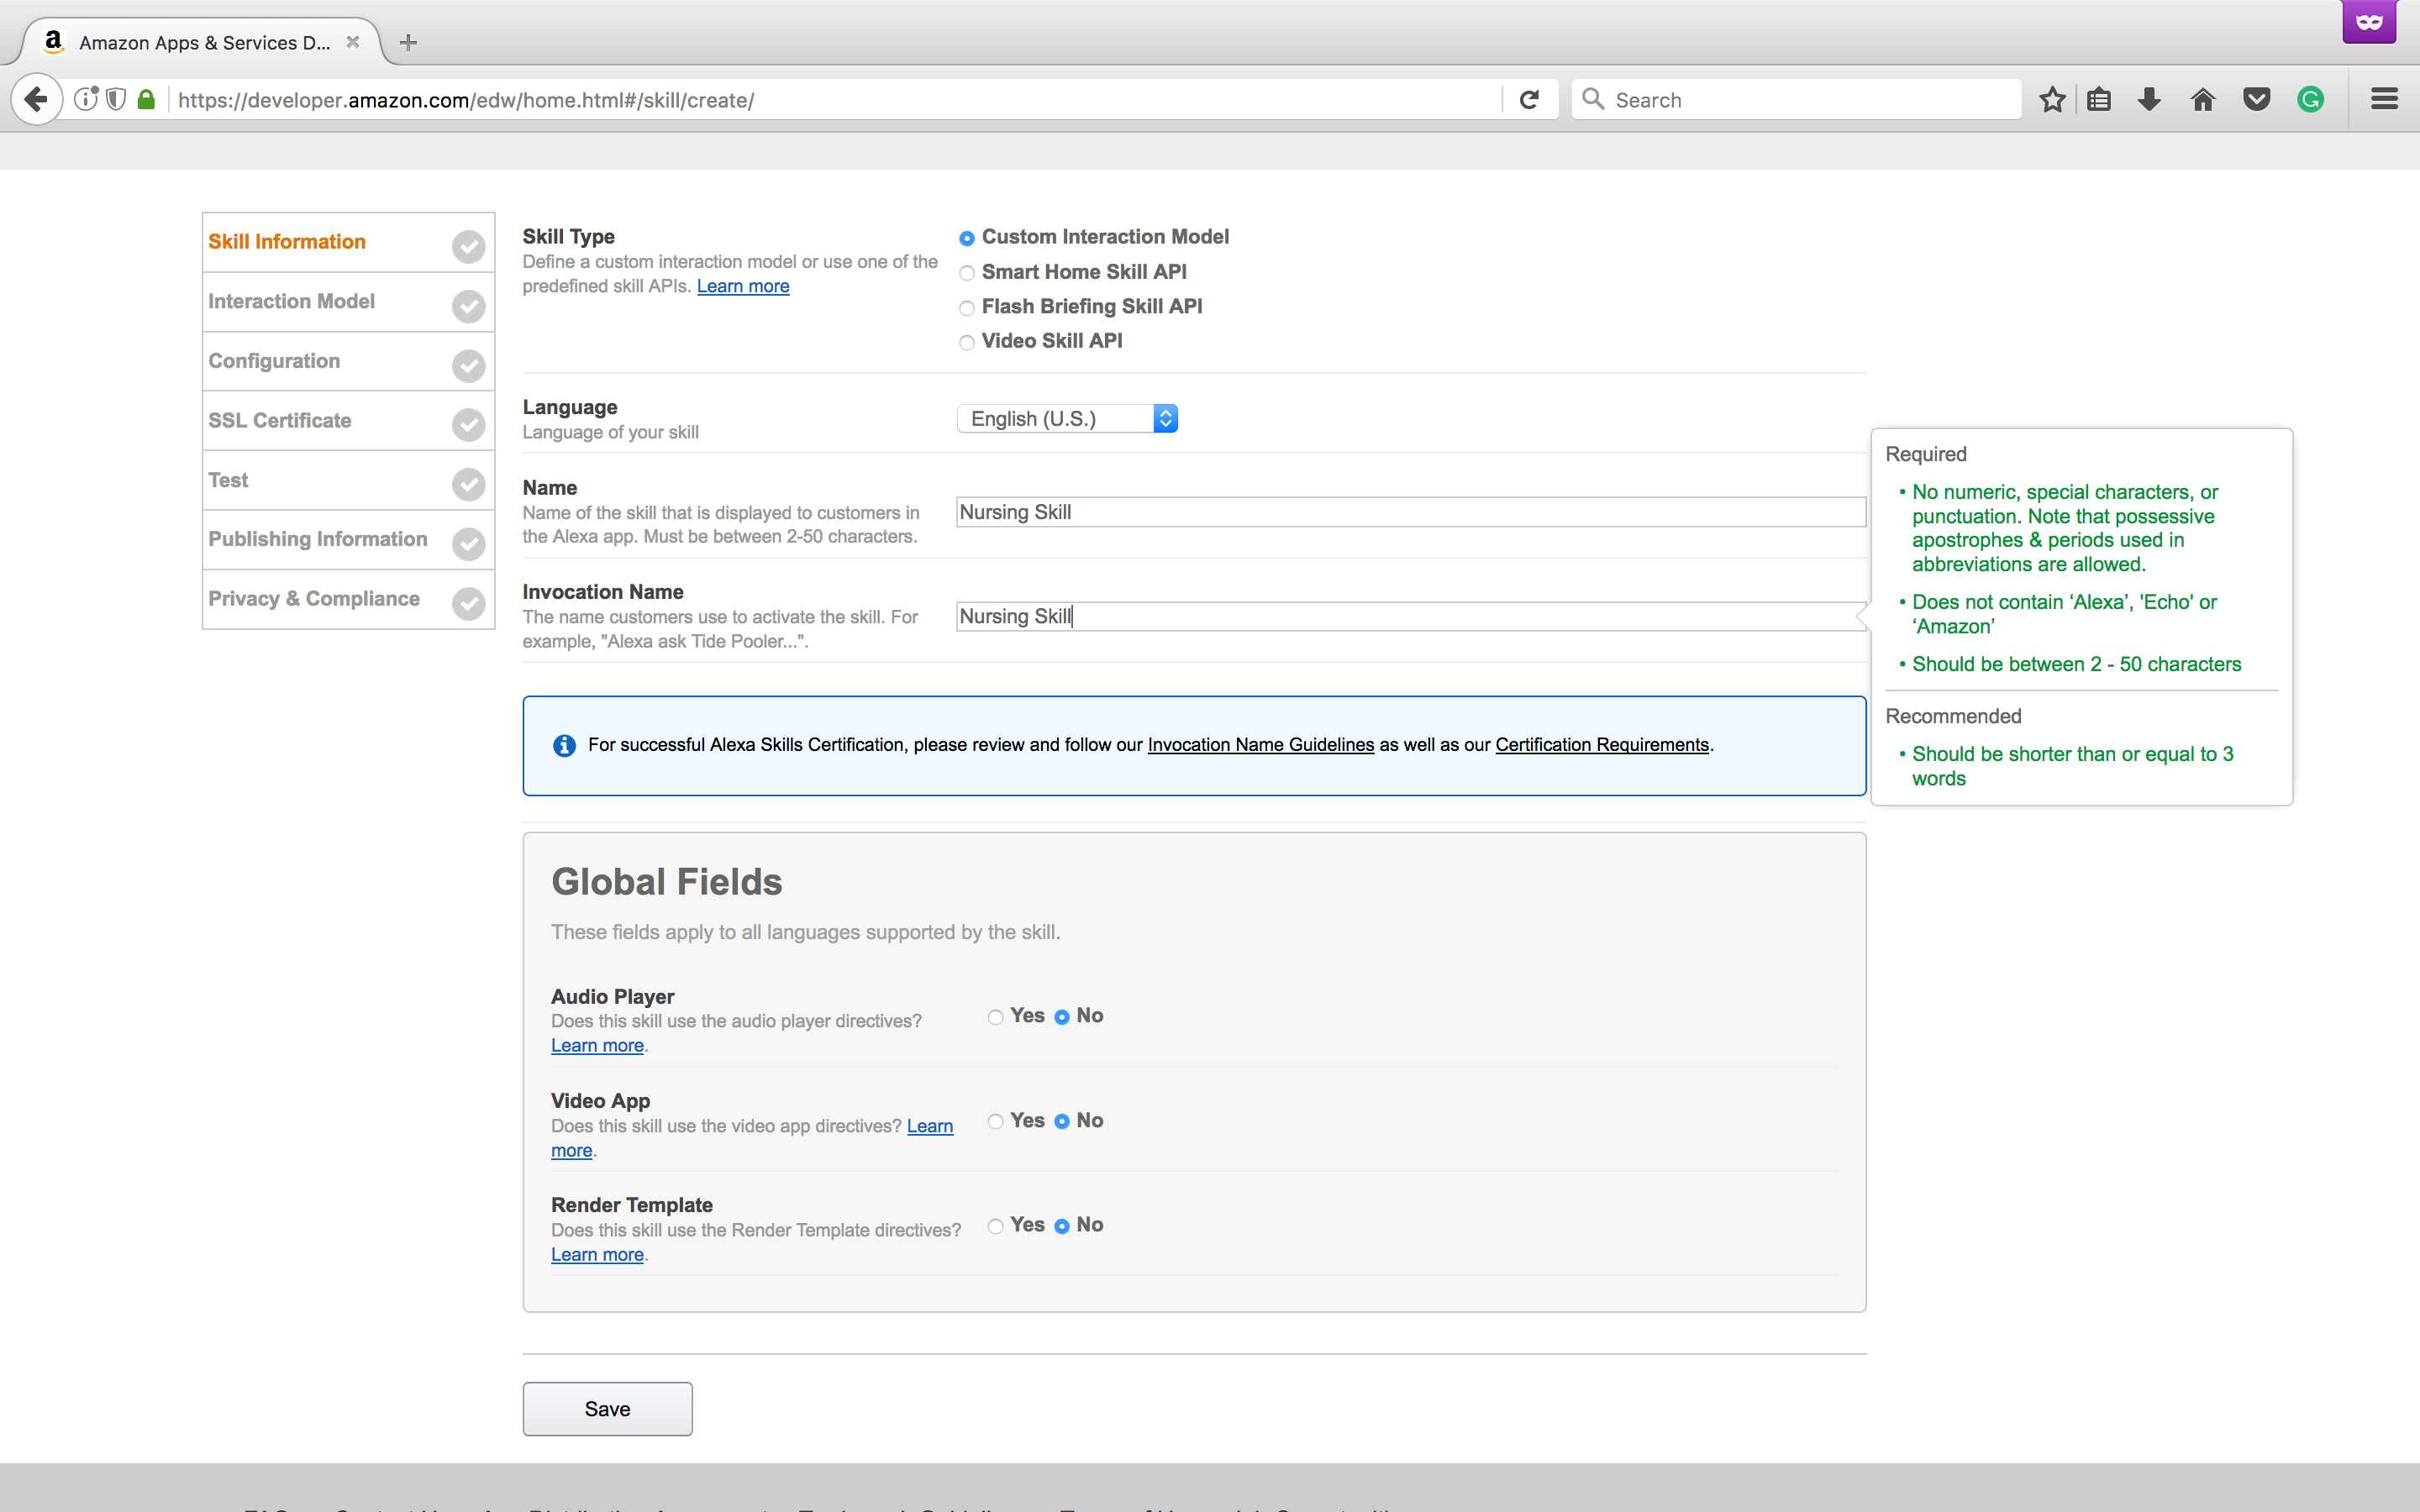 Amazon Apps & Services D...
https://developer.amazon.com/edw/home.html#/skill/create/
Search
Skill Information
Interaction Model
Configuration
SSL Certificate
Test
Publishing Information
Privacy & Compliance
Skill Type
Define a custom interaction model or use one of the
predefined skill APIs. Learn more
Custom Interaction Model
Smart Home Skill API
Flash Briefing Skill API
Video Skill API
Language
Language of your skill
English (U.S.)
Name
Name of the skill that is displayed to customers in
the Alexa app. Must be between 2-50 characters.
Nursing Skill
Invocation Name
The name customers use to activate the skill. For
example, "Alexa ask Tide Pooler...".
Nursing Skill
Required
• No numeric, special characters, or
punctuation. Note that possessive
apostrophes & periods used in
abbreviations are allowed.
• Does not contain ‘Alexa’, 'Echo' or
‘Amazon’
• Should be between 2 - 50 characters
Recommended
• Should be shorter than or equal to 3
words
For successful Alexa Skills Certification, please review and follow our Invocation Name Guidelines as well as our Certification Requirements.
Global Fields
These fields apply to all languages supported by the skill.
Audio Player
Does this skill use the audio player directives?
Learn more.
Yes No
Video App
Does this skill use the video app directives? Learn
more.
Yes No
Render Template
Does this skill use the Render Template directives?
Learn more.
Yes No
Save